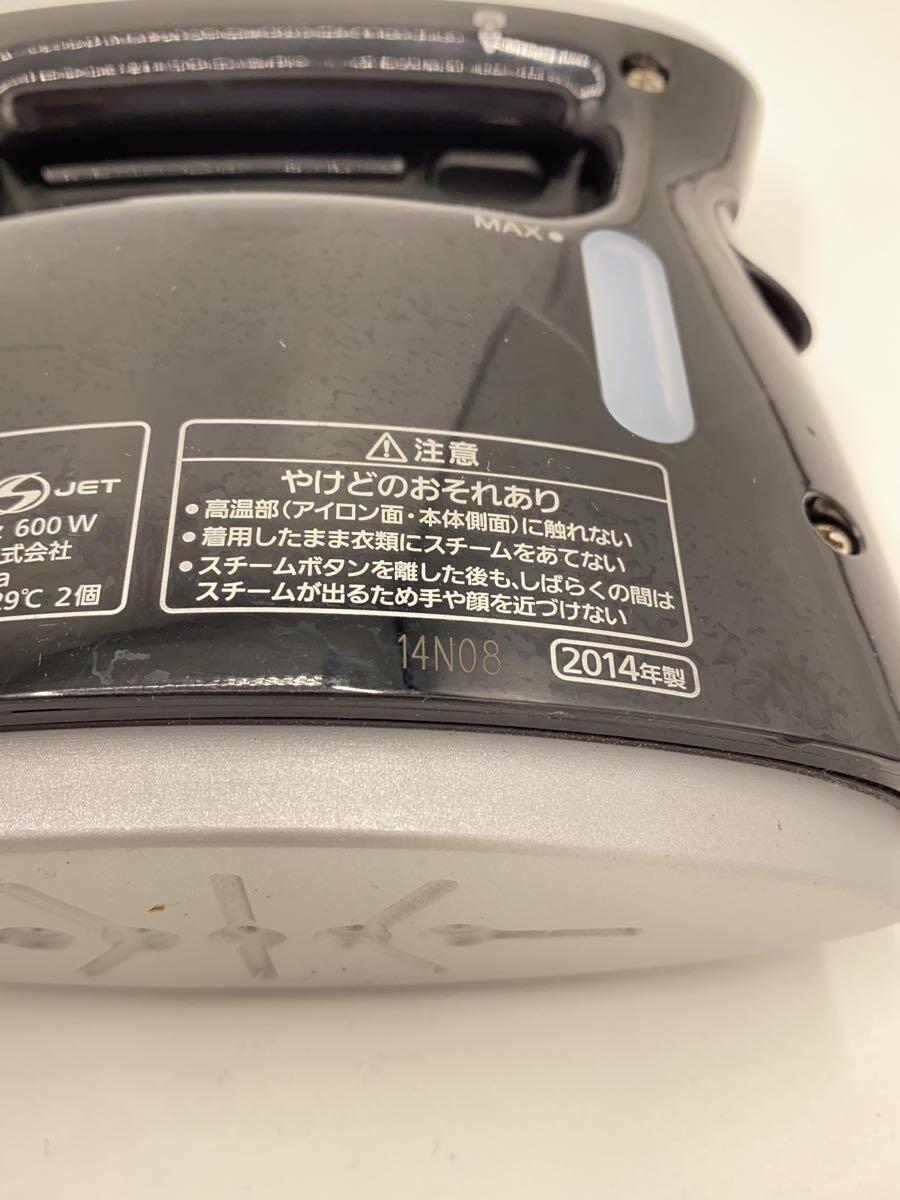 MAX●
JET
600W
式会社
29℃ 2個
⚠注意
やけどのおそれあり
●高温部(アイロン面・本体側面)に触れない
●着用したまま衣類にスチームをあてない
●スチームボタンを離した後も、しばらくの間は
スチームが出るため手や顔を近づけない
14N08
2014年製